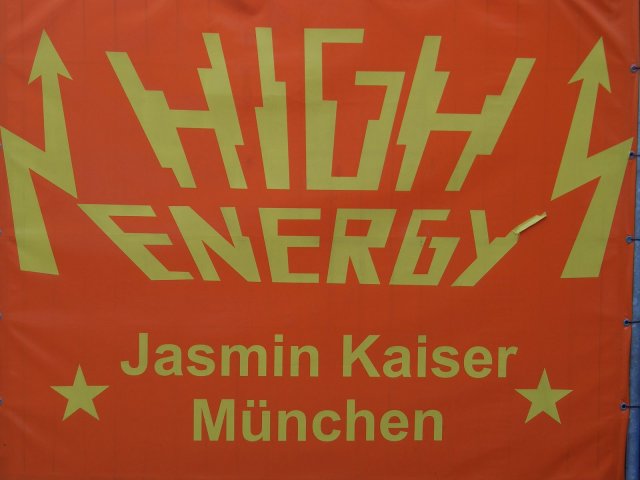 HIGH
ENERGY
Jasmin Kaiser
München